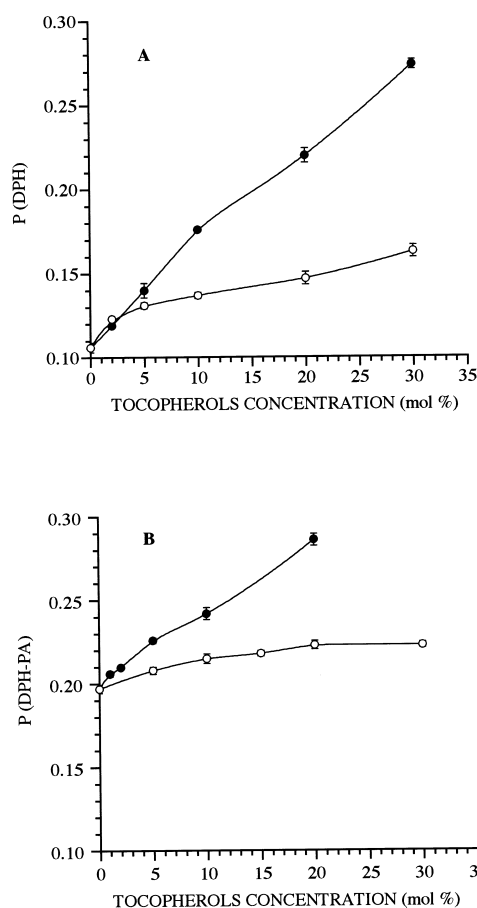 0.30
A
0.25
P (DPH)
0.20
0.15
0.10
0 5 10 15 20 25 30 35
TOCOPHEROLS CONCENTRATION (mol %)
0.30
B
0.25
P (DPH-PA)
0.20
0.15
0.10
0 5 10 15 20 25 30
TOCOPHEROLS CONCENTRATION (mol %)